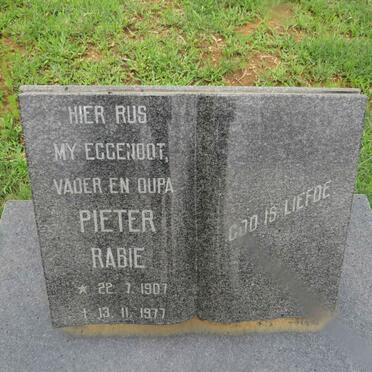 HIER RUS
MY EGGENOOT,
VADER EN OUPA
PIETER
RABIE
* 22. 7. 1907
† 13. 11. 1977
GOD IS LIEFDE